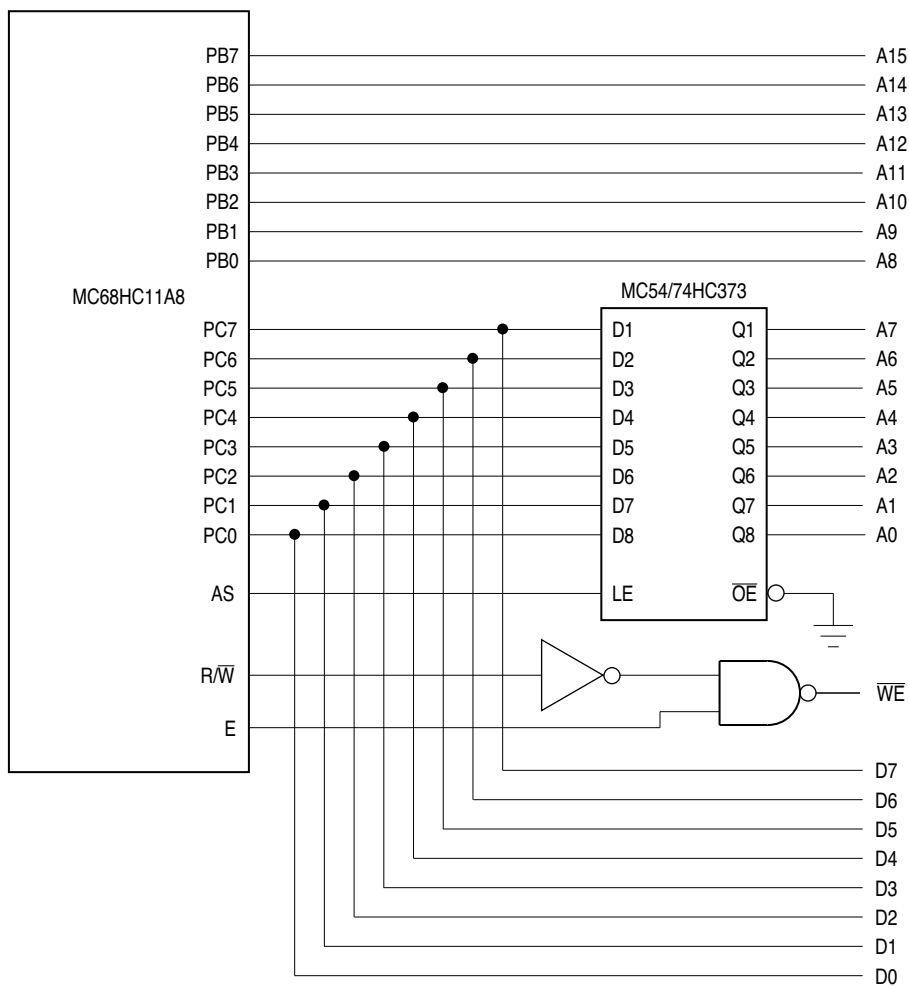 PB7 A15
PB6 A14
PB5 A13
PB4 A12
PB3 A11
PB2 A10
PB1 A9
PB0 A8
MC68HC11A8 MC54/74HC373
PC7 D1 Q1 A7
PC6 D2 Q2 A6
PC5 D3 Q3 A5
PC4 D4 Q4 A4
PC3 D5 Q5 A3
PC2 D6 Q6 A2
PC1 D7 Q7 A1
PC0 D8 Q8 A0
AS LE O̅E̅
R/W̅
W̅E̅
E
D7
D6
D5
D4
D3
D2
D1
D0